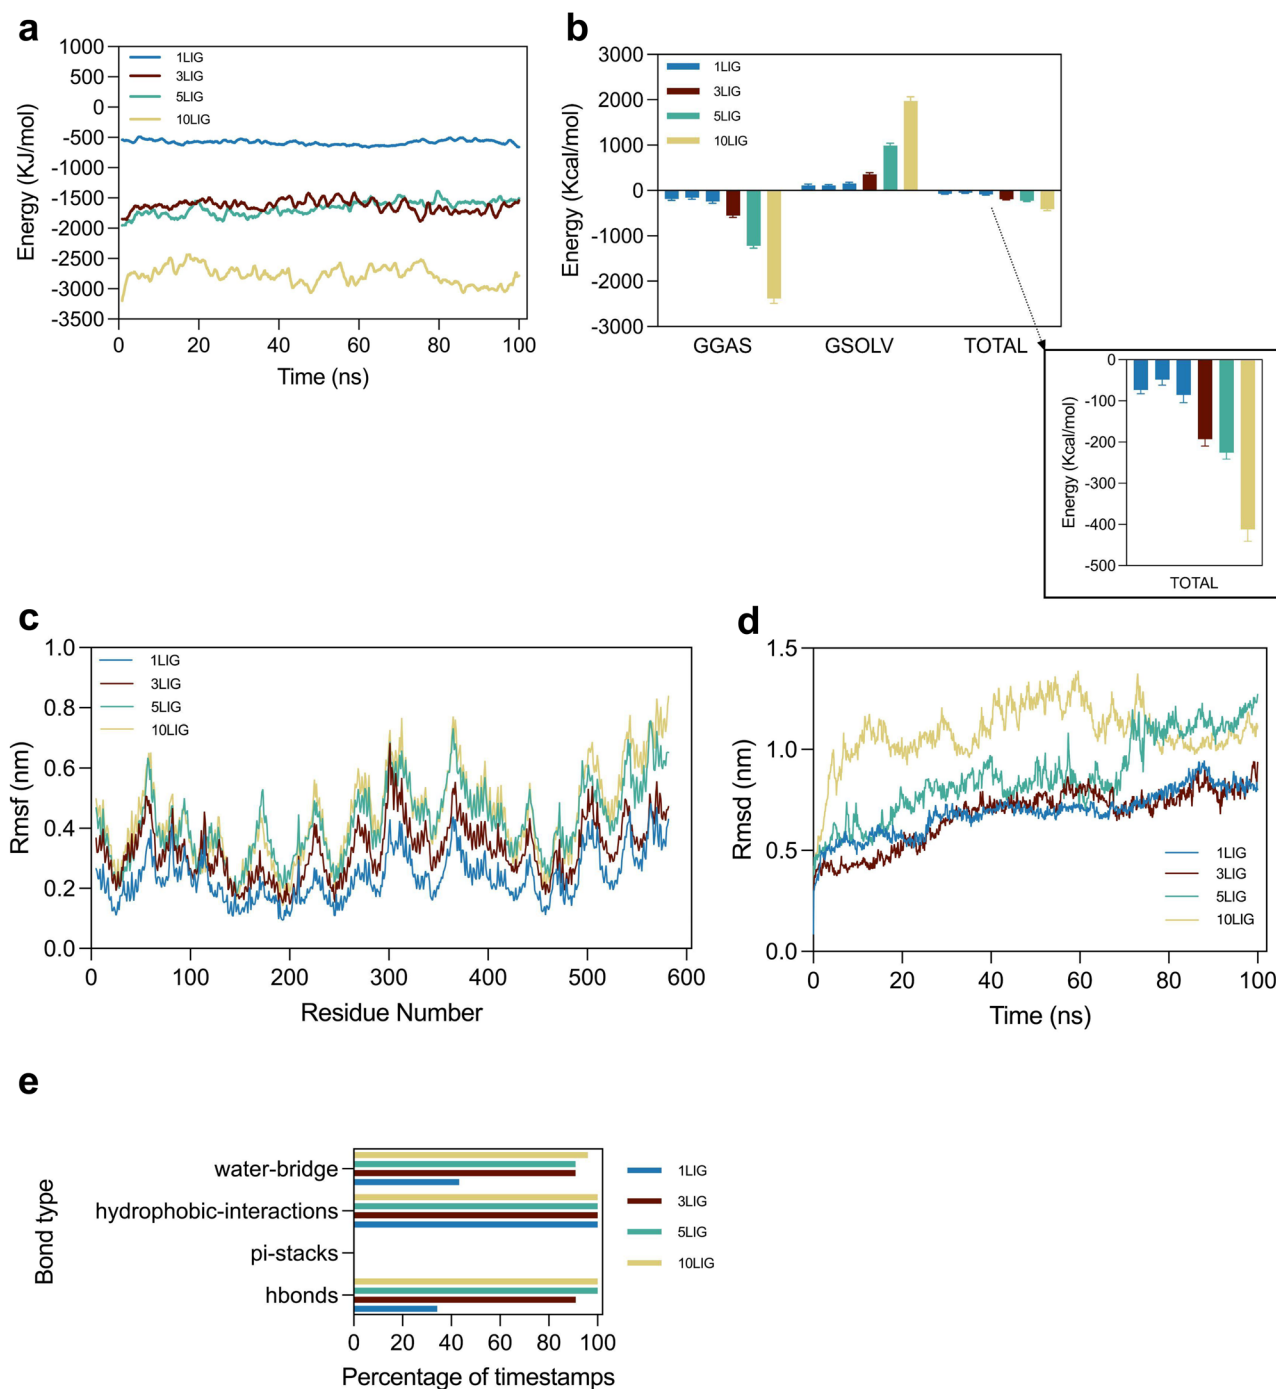 a
1000
500
0
-500
-1000
-1500
-2000
-2500
-3000
-3500
Energy (KJ/mol)
1LIG
3LIG
5LIG
10LIG
0 20 40 60 80 100
Time (ns)
b
3000
2000
1000
0
-1000
-2000
-3000
Energy (Kcal/mol)
1LIG
3LIG
5LIG
10LIG
GGAS GSOLV TOTAL
0
-100
-200
-300
-400
-500
Energy (Kcal/mol)
TOTAL
c
1.0
0.8
0.6
0.4
0.2
0.0
Rmsf (nm)
1LIG
3LIG
5LIG
10LIG
0 100 200 300 400 500 600
Residue Number
d
1.5
1.0
0.5
0.0
Rmsd (nm)
1LIG
3LIG
5LIG
10LIG
0 20 40 60 80 100
Time (ns)
e
Bond type
water-bridge
hydrophobic-interactions
pi-stacks
hbonds
1LIG
3LIG
5LIG
10LIG
0 20 40 60 80 100
Percentage of timestamps